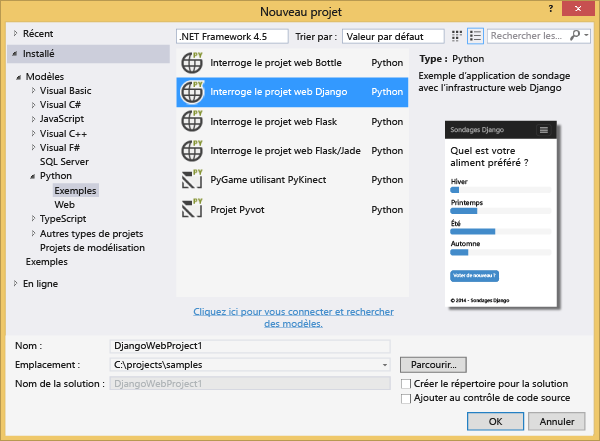 Nouveau projet
?
Récent
Installé
Modèles
Visual Basic
Visual C#
JavaScript
Visual C++
Visual F#
SQL Server
Python
Exemples
Web
TypeScript
Autres types de projets
Projets de modélisation
Exemples
En ligne
.NET Framework 4.5
Trier par :
Valeur par défaut
Rechercher les...
PY Interroge le projet web Bottle Python
PY Interroge le projet web Django Python
PY Interroge le projet web Flask Python
PY Interroge le projet web Flask/Jade Python
PY PyGame utilisant PyKinect Python
PY Projet Pyvot Python
Cliquez ici pour vous connecter et rechercher
des modèles.
Type : Python
Exemple d'application de sondage
avec l'infrastructure web Django
Sondages Django
Quel est votre
aliment préféré ?
Hiver
Printemps
Été
Automne
Voter de nouveau ?
© 2014 - Sondages Django
Nom : DjangoWebProject1
Emplacement : C:\projects\samples Parcourir...
Nom de la solution : DjangoWebProject1
Créer le répertoire pour la solution
Ajouter au contrôle de code source
OK Annuler